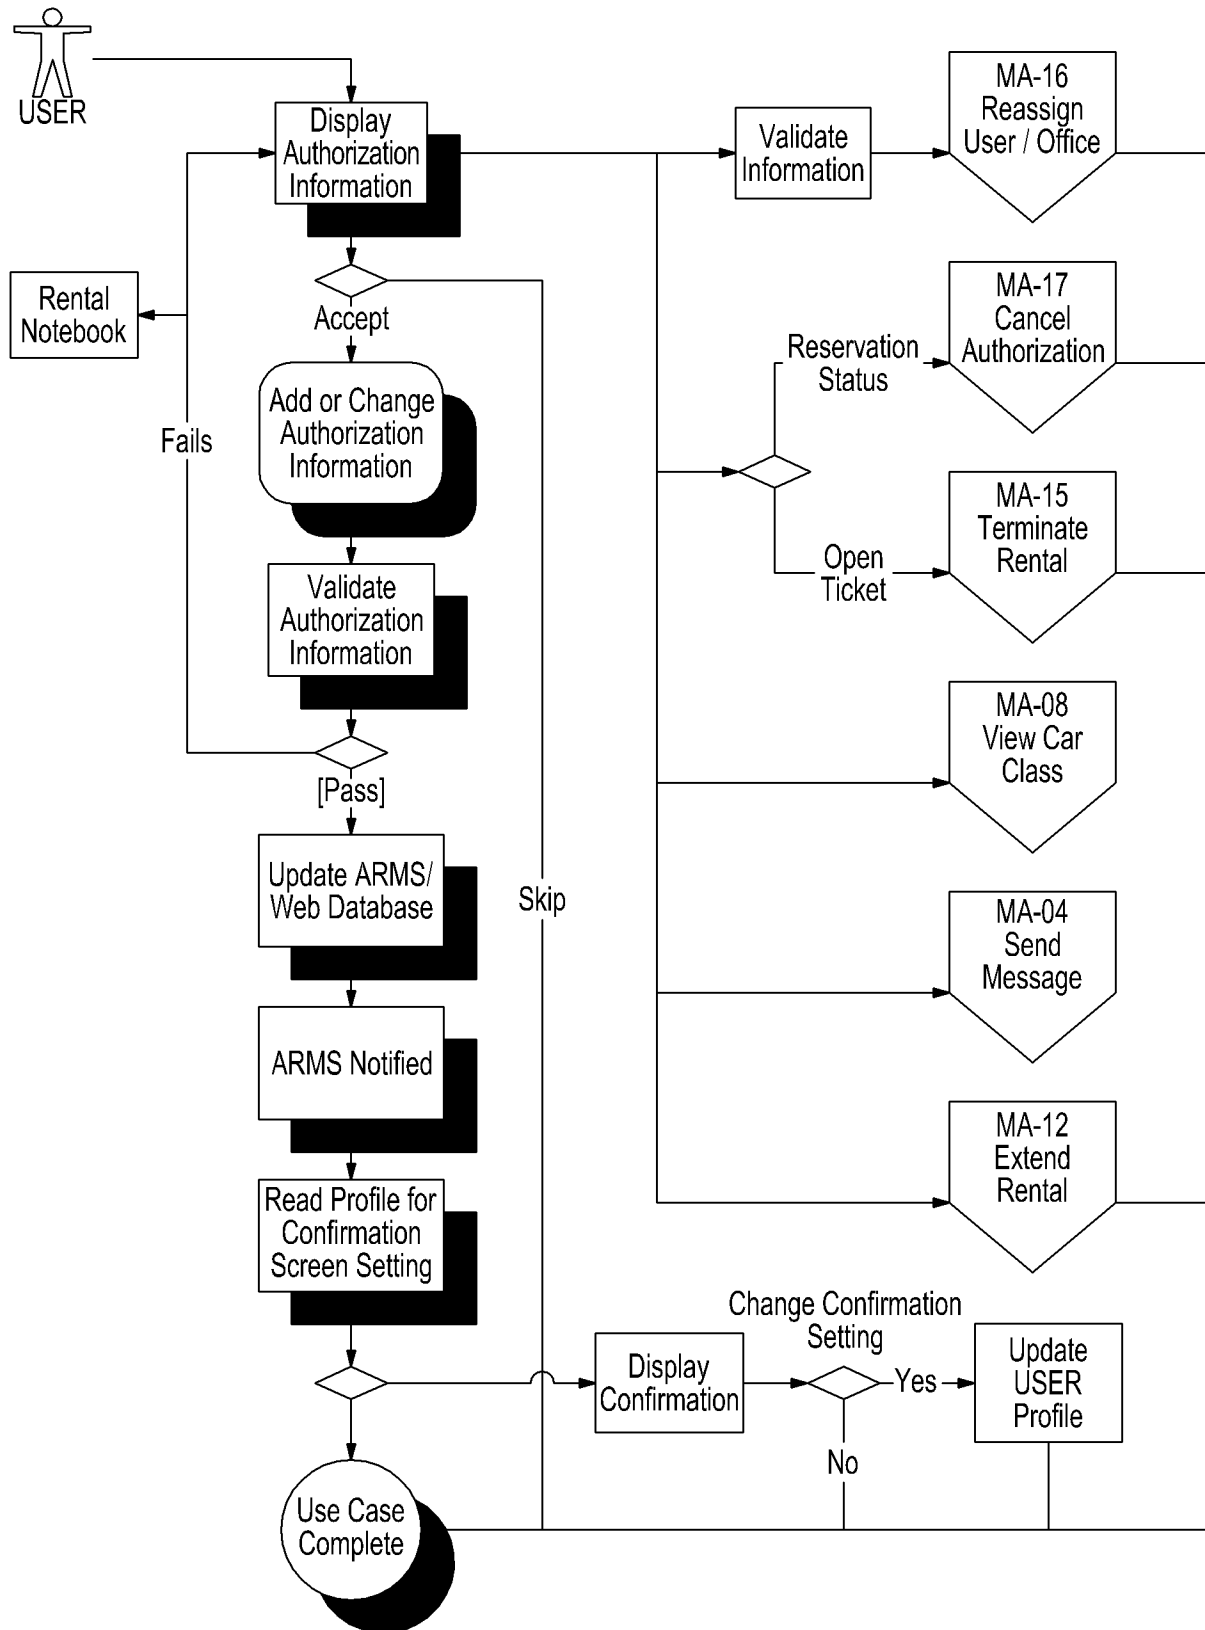 USER
Display
Authorization
Information
Validate
Information
MA-16
Reassign
User / Office
Rental
Notebook
Accept
MA-17
Cancel
Authorization
Reservation
Status
Add or Change
Authorization
Information
Fails
MA-15
Terminate
Rental
Open
Ticket
Validate
Authorization
Information
[Pass]
MA-08
View Car
Class
Update ARMS/
Web Database
Skip
MA-04
Send
Message
ARMS Notified
MA-12
Extend
Rental
Read Profile for
Confirmation
Screen Setting
Change Confirmation
Setting
Display
Confirmation
Yes
Update
USER
Profile
No
Use Case
Complete